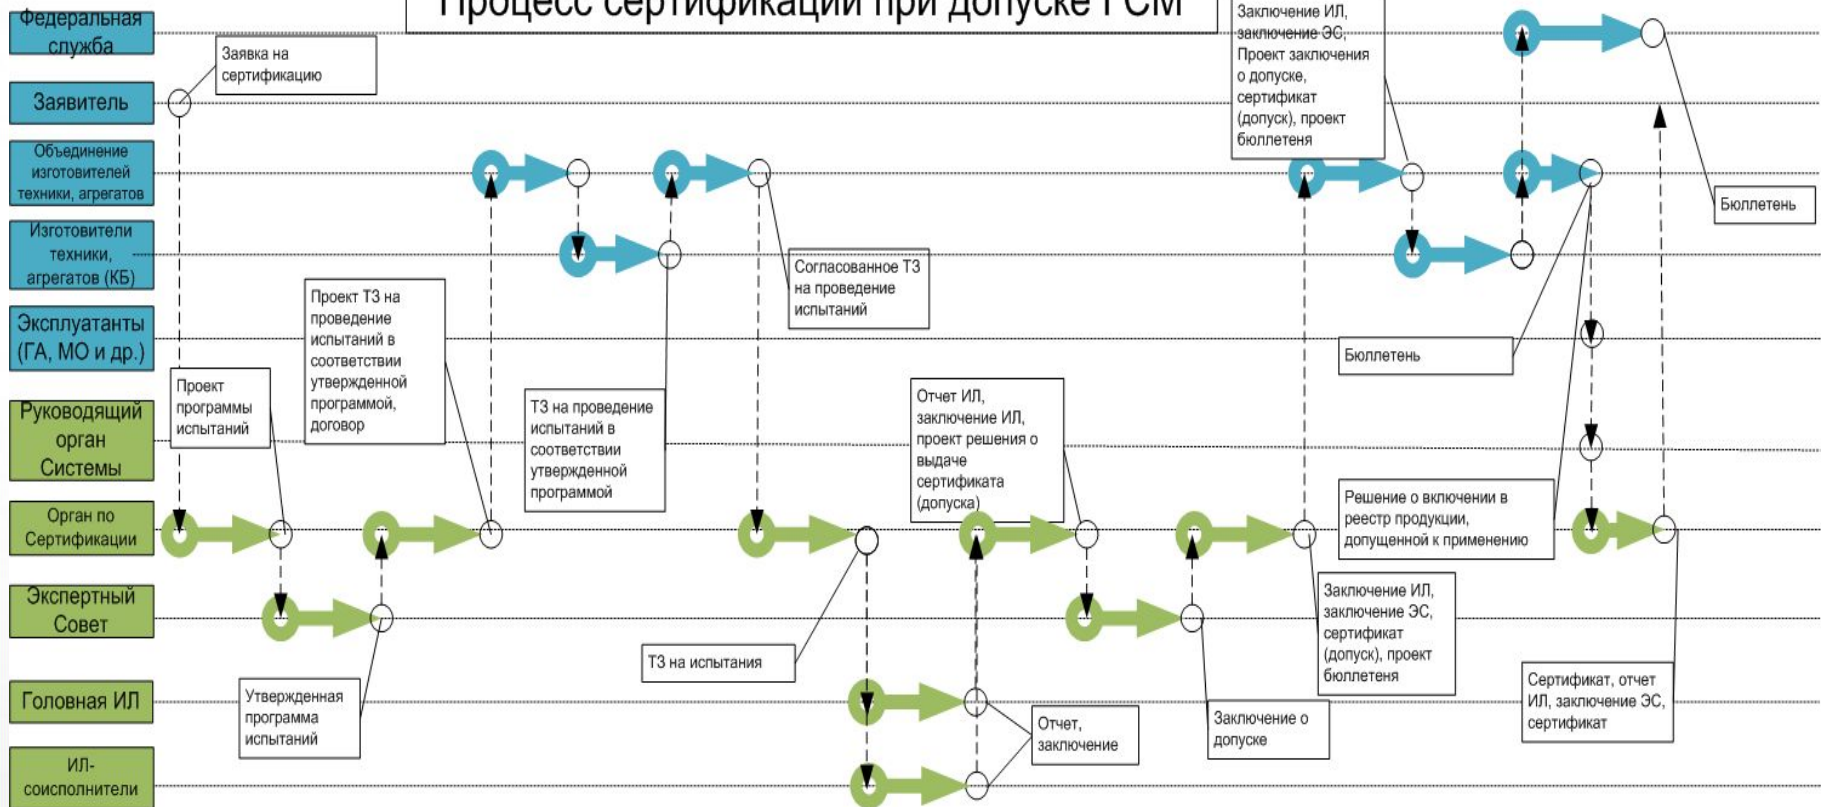 Процесс сертификации при допуске ГСМ
Федеральная
служба
Заявитель
Объединение
изготовителей
техники, агрегатов
Изготовители
техники,
агрегатов (КБ)
Эксплуатанты
(ГА, МО и др.)
Руководящий
орган
Системы
Орган по
Сертификации
Экспертный
Совет
Головная ИЛ
ИЛ-
соисполнители
Заявка на
сертификацию
Проект
программы
испытаний
Утвержденная
программа
испытаний
Проект ТЗ на
проведение
испытаний в
соответствии
утвержденной
программой,
договор
ТЗ на проведение
испытаний в
соответствии
утвержденной
программой
Согласованное ТЗ
на проведение
испытаний
ТЗ на испытания
Отчет ИЛ,
заключение ИЛ,
проект решения о
выдаче
сертификата
(допуска)
Отчет,
заключение
Заключение о
допуске
Заключение ИЛ,
заключение ЭС,
Проект заключения
о допуске,
сертификат
(допуск), проект
бюллетеня
Заключение ИЛ,
заключение ЭС,
сертификат
(допуск), проект
бюллетеня
Бюллетень
Решение о включении в
реестр продукции,
допущенной к применению
Бюллетень
Сертификат, отчет
ИЛ, заключение ЭС,
сертификат